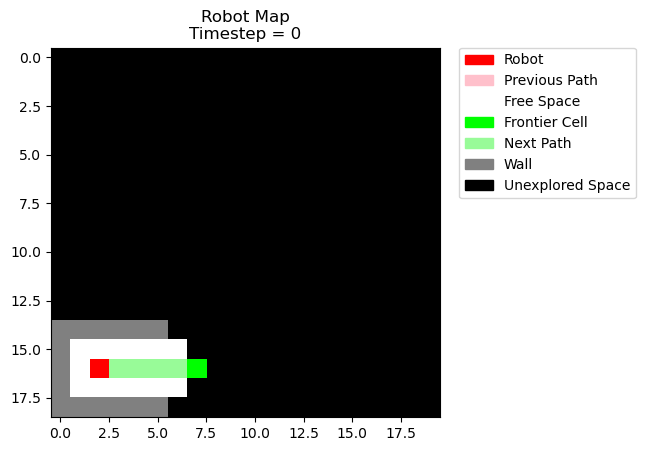 Robot Map
Timestep = 0
0.0
2.5
5.0
7.5
10.0
12.5
15.0
17.5
0.0
2.5
5.0
7.5
10.0
12.5
15.0
17.5
Robot
Previous Path
Free Space
Frontier Cell
Next Path
Wall
Unexplored Space